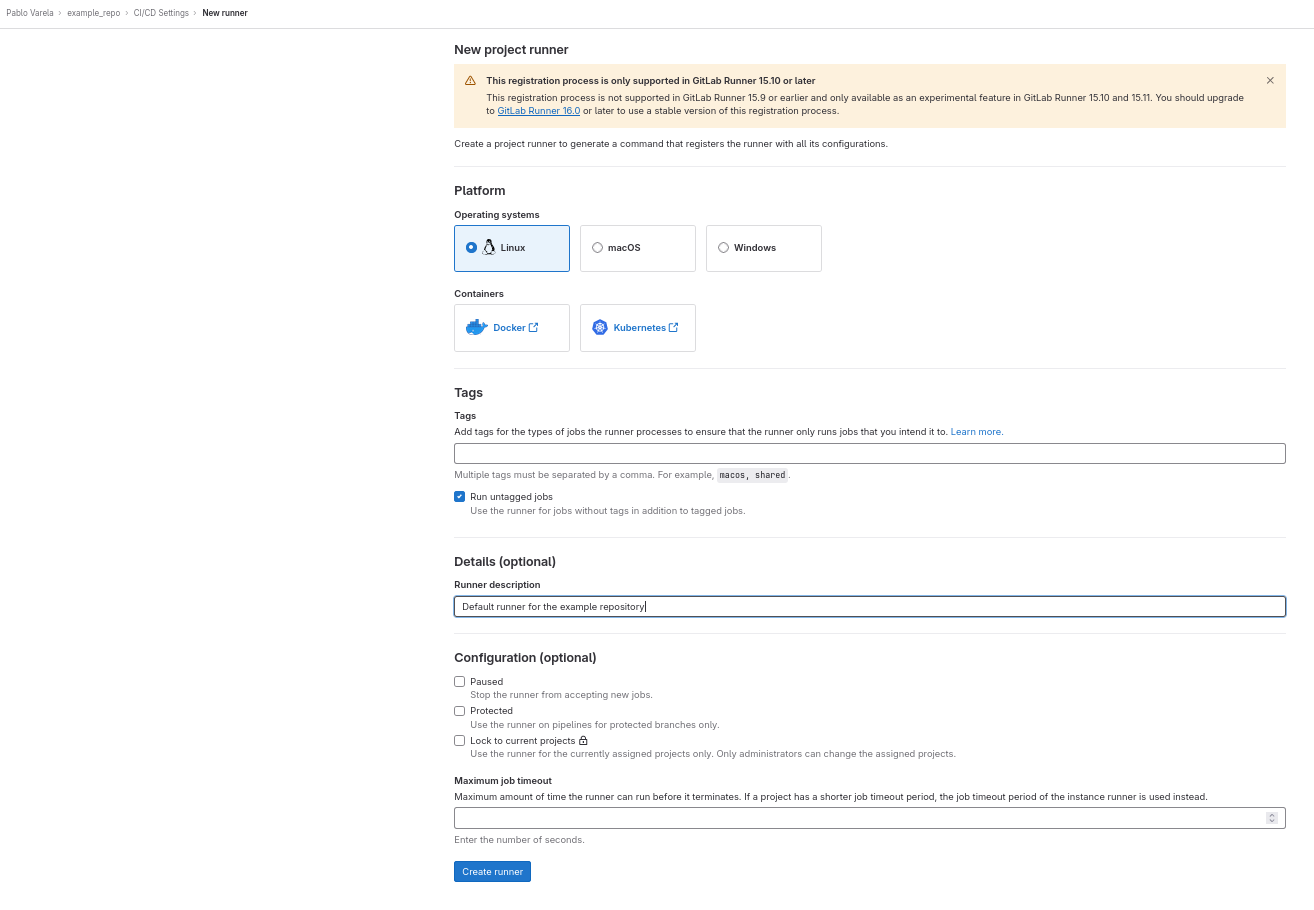 Pablo Varela › example_repo › CI/CD Settings › New runner
New project runner
This registration process is only supported in GitLab Runner 15.10 or later
This registration process is not supported in GitLab Runner 15.9 or earlier and only available as an experimental feature in GitLab Runner 15.10 and 15.11. You should upgrade
to GitLab Runner 16.0 or later to use a stable version of this registration process.
Create a project runner to generate a command that registers the runner with all its configurations.
Platform
Operating systems
Linux
macOS
Windows
Containers
Docker
Kubernetes
Tags
Tags
Add tags for the types of jobs the runner processes to ensure that the runner only runs jobs that you intend it to. Learn more.
Multiple tags must be separated by a comma. For example, macos, shared.
Run untagged jobs
Use the runner for jobs without tags in addition to tagged jobs.
Details (optional)
Runner description
Default runner for the example repository
Configuration (optional)
Paused
Stop the runner from accepting new jobs.
Protected
Use the runner on pipelines for protected branches only.
Lock to current projects
Use the runner for the currently assigned projects only. Only administrators can change the assigned projects.
Maximum job timeout
Maximum amount of time the runner can run before it terminates. If a project has a shorter job timeout period, the job timeout period of the instance runner is used instead.
Enter the number of seconds.
Create runner